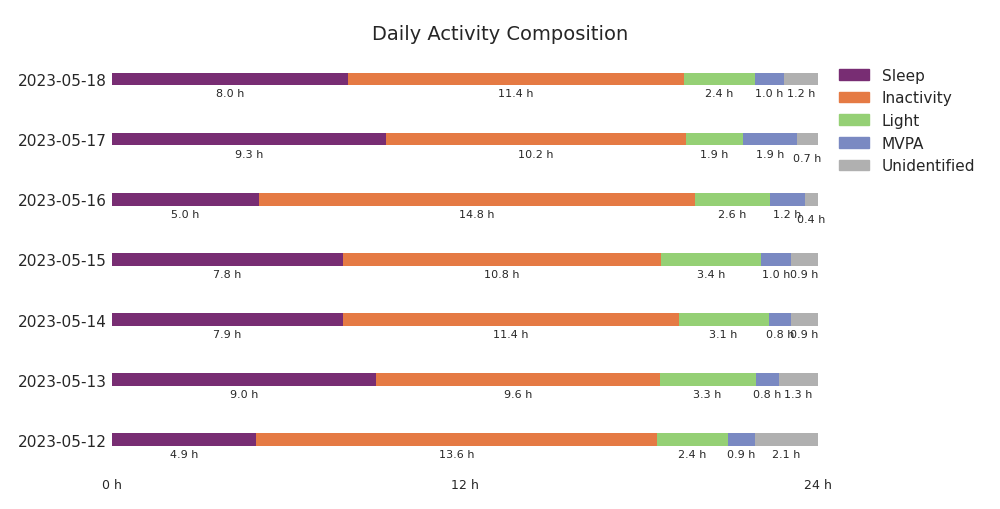 Daily Activity Composition
2023-05-18
8.0 h 11.4 h 2.4 h 1.0 h 1.2 h
2023-05-17
9.3 h 10.2 h 1.9 h 1.9 h 0.7 h
2023-05-16
5.0 h 14.8 h 2.6 h 1.2 h 0.4 h
2023-05-15
7.8 h 10.8 h 3.4 h 1.0 h 0.9 h
2023-05-14
7.9 h 11.4 h 3.1 h 0.8 h 0.9 h
2023-05-13
9.0 h 9.6 h 3.3 h 0.8 h 1.3 h
2023-05-12
4.9 h 13.6 h 2.4 h 0.9 h 2.1 h
0 h 12 h 24 h
Sleep
Inactivity
Light
MVPA
Unidentified